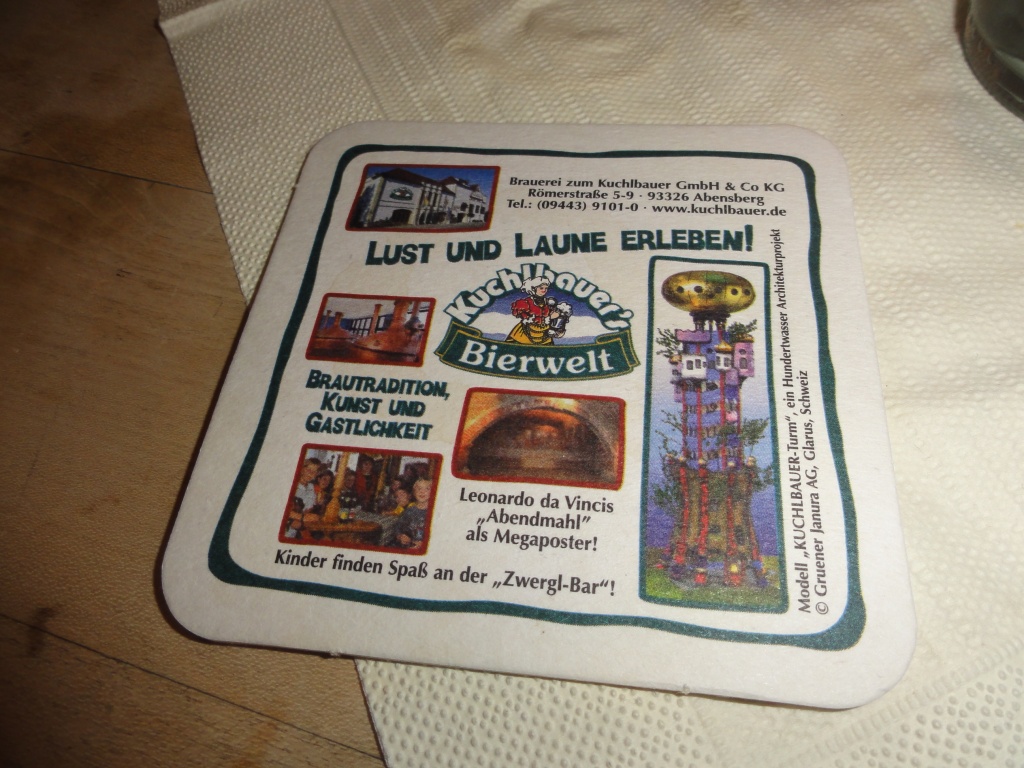 Brauerei zum Kuchlbauer GmbH & Co KG
Römerstraße 5-9 · 93326 Abensberg
Tel.: (09443) 9101-0 · www.kuchlbauer.de
LUST UND LAUNE ERLEBEN!
Kuchlbauer's
Bierwelt
BRAUTRADITION,
KUNST UND
GASTLICHKEIT
Leonardo da Vincis
„Abendmahl”
als Megaposter!
Kinder finden Spaß an der „Zwergl-Bar“!
Modell „KUCHLBAUER-Turm”, ein Hundertwasser Architekturprojekt
© Gruener Janura AG, Glarus, Schweiz